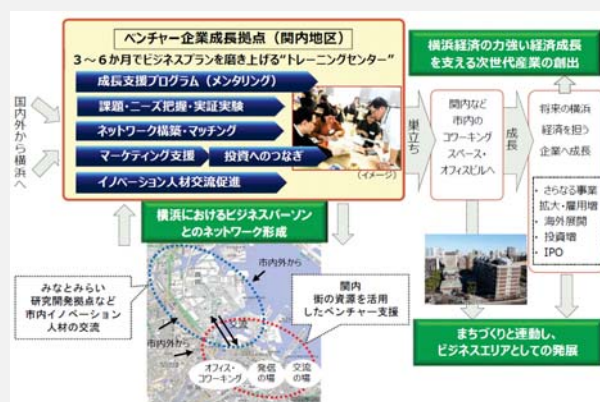 ベンチャー企業成長拠点（関内地区）
３～６か月でビジネスプランを磨き上げる“トレーニングセンター”
成長支援プログラム（メンタリング）
課題・ニーズ把握・実証実験
ネットワーク構築・マッチング
マーケティング支援
投資へのつなぎ
イノベーション人材交流促進
（イメージ）
国内外から横浜へ
巣立ち
関内など
市内の
コワーキング
スペース・
オフィスビルへ
成長
横浜経済の力強い経済成長
を支える次世代産業の創出
将来の横浜
経済を担う
企業へ成長
・さらなる事業
拡大・雇用増
・海外展開
・投資増
・IPO
横浜におけるビジネスパーソン
とのネットワーク形成
みなとみらい
研究開発拠点など
市内イノベーション
人材の交流
市内外から
市内外から
交流
関内
街の資源を活用
したベンチャー支援
オフィス・
コワーキング
発信
の場
交流
の場
まちづくりと連動し、
ビジネスエリアとしての発展